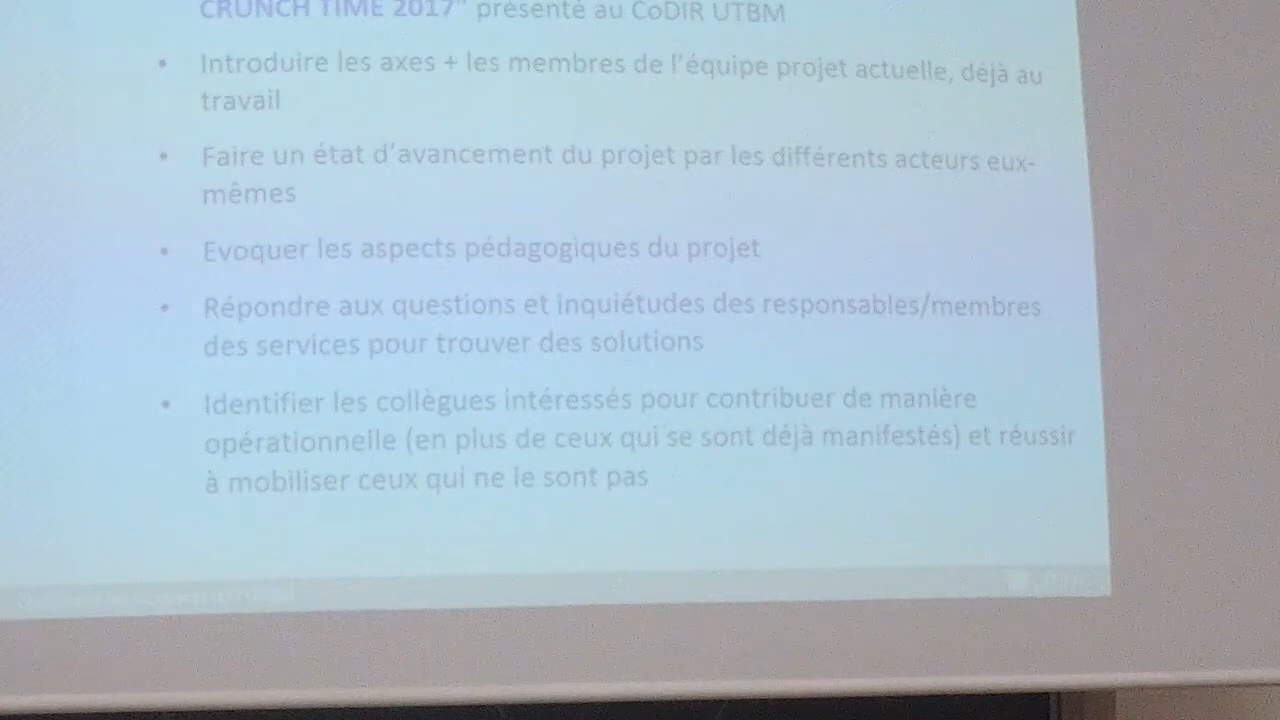 CRUNCH TIME 2017" présenté au CoDIR UTBM
• Introduire les axes + les membres de l'équipe projet actuelle, déjà au
travail
• Faire un état d'avancement du projet par les différents acteurs eux-
mêmes
• Evoquer les aspects pédagogiques du projet
• Répondre aux questions et inquiétudes des responsables/membres
des services pour trouver des solutions
• Identifier les collègues intéressés pour contribuer de manière
opérationnelle (en plus de ceux qui se sont déjà manifestés) et réussir
à mobiliser ceux qui ne le sont pas